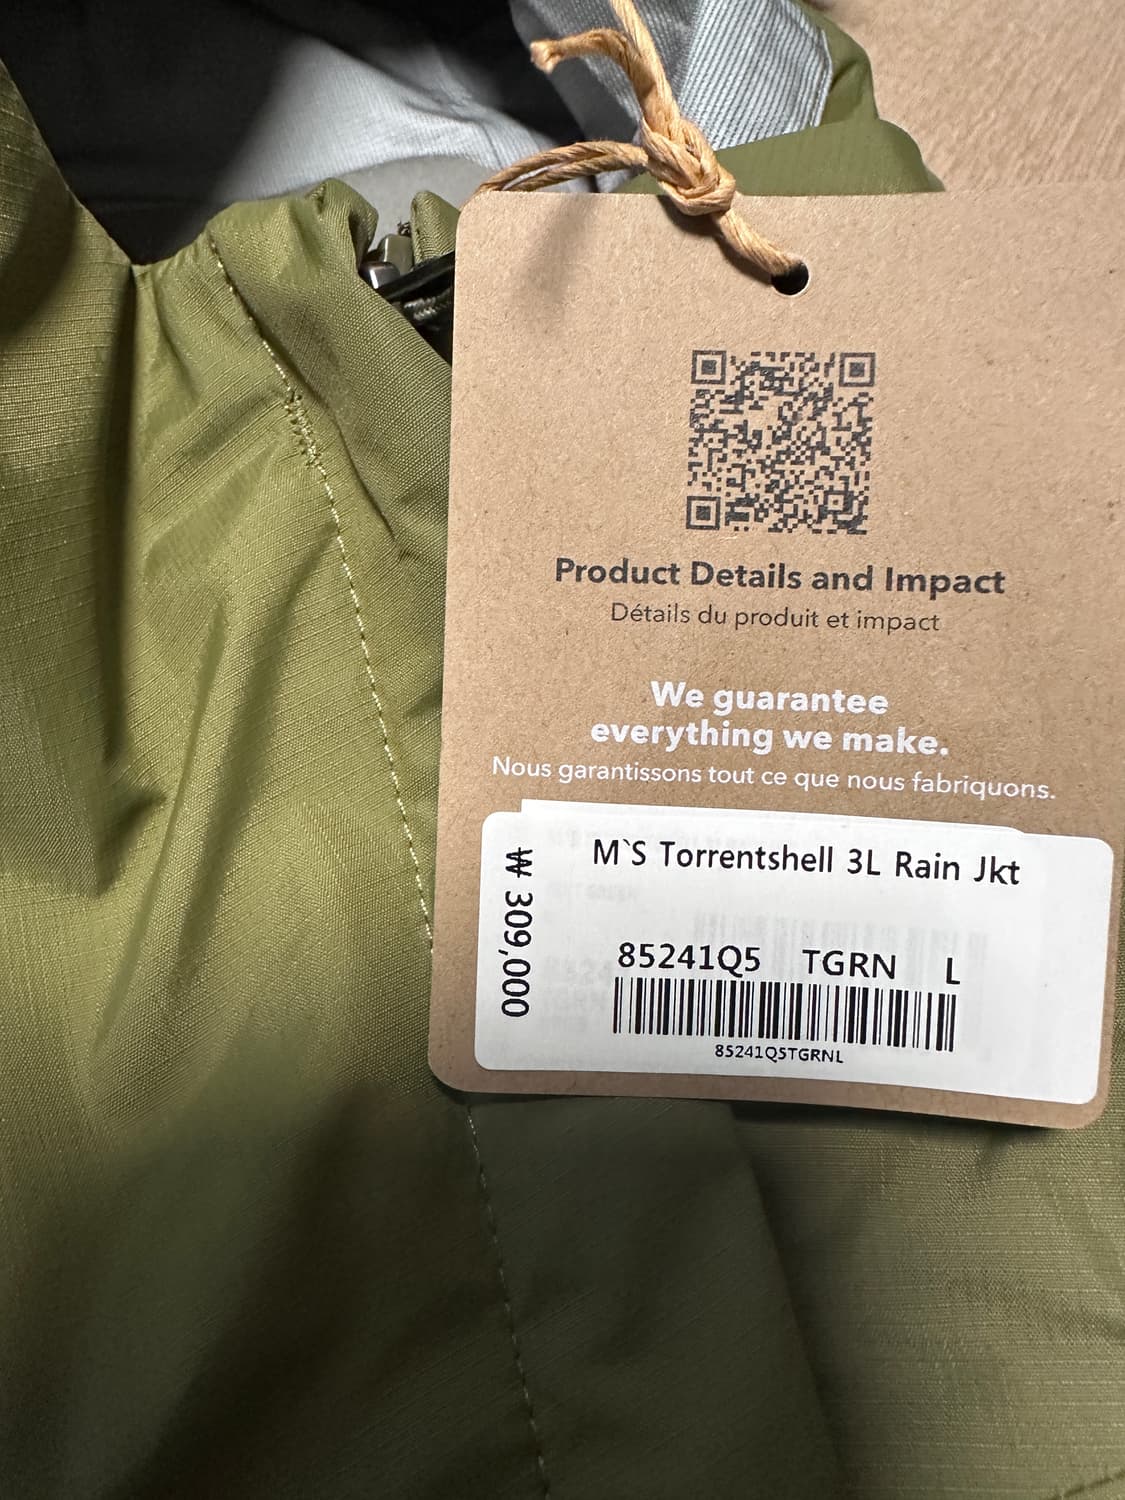 Product Details and Impact
Détails du produit et impact
We guarantee
everything we make.
Nous garantissons tout ce que nous fabriquons.
₩ 309,000
M`S Torrentshell 3L Rain Jkt
85241Q5 TGRN L
85241Q5TGRNL